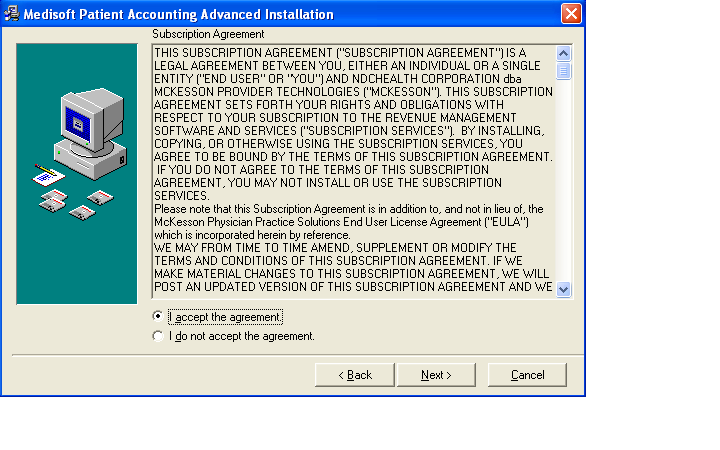 Medisoft Patient Accounting Advanced Installation
Subscription Agreement
THIS SUBSCRIPTION AGREEMENT ("SUBSCRIPTION AGREEMENT") IS A
LEGAL AGREEMENT BETWEEN YOU, EITHER AN INDIVIDUAL OR A SINGLE
ENTITY ("END USER" OR "YOU") AND NDCHEALTH CORPORATION dba
MCKESSON PROVIDER TECHNOLOGIES ("MCKESSON"). THIS SUBSCRIPTION
AGREEMENT SETS FORTH YOUR RIGHTS AND OBLIGATIONS WITH
RESPECT TO YOUR SUBSCRIPTION TO THE REVENUE MANAGEMENT
SOFTWARE AND SERVICES ("SUBSCRIPTION SERVICES"). BY INSTALLING,
COPYING, OR OTHERWISE USING THE SUBSCRIPTION SERVICES, YOU
AGREE TO BE BOUND BY THE TERMS OF THIS SUBSCRIPTION AGREEMENT.
IF YOU DO NOT AGREE TO THE TERMS OF THIS SUBSCRIPTION
AGREEMENT, YOU MAY NOT INSTALL OR USE THE SUBSCRIPTION
SERVICES.
Please note that this Subscription Agreement is in addition to, and not in lieu of, the
McKesson Physician Practice Solutions End User License Agreement ("EULA")
which is incorporated herein by reference.
WE MAY FROM TIME TO TIME AMEND, SUPPLEMENT OR MODIFY THE
TERMS AND CONDITIONS OF THIS SUBSCRIPTION AGREEMENT. IF WE
MAKE MATERIAL CHANGES TO THIS SUBSCRIPTION AGREEMENT, WE WILL
POST AN UPDATED VERSION OF THIS SUBSCRIPTION AGREEMENT AND WE
I accept the agreement.
I do not accept the agreement.
< Back
Next >
Cancel